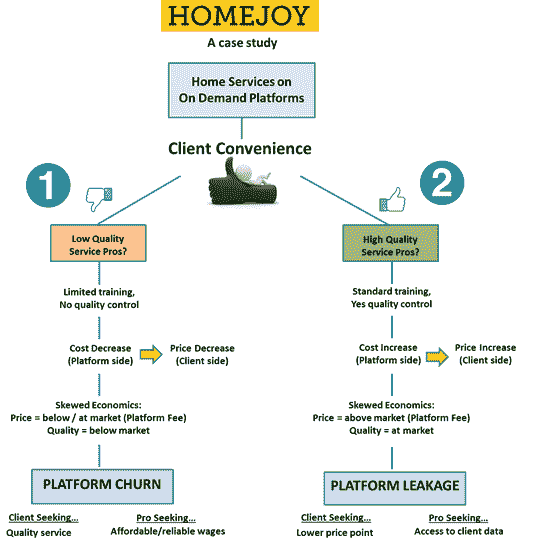 HOMEJOY
A case study
Home Services on
On Demand Platforms
Client Convenience
1
2
Low Quality
Service Pros?
Limited training,
No quality control
Cost Decrease
(Platform side)
Price Decrease
(Client side)
Skewed Economics:
Price = below / at market (Platform Fee)
Quality = below market
PLATFORM CHURN
Client Seeking...
Quality service
Pro Seeking...
Affordable/reliable wages
High Quality
Service Pros?
Standard training,
Yes quality control
Cost Increase
(Platform side)
Price Increase
(Client side)
Skewed Economics:
Price = above market (Platform Fee)
Quality = at market
PLATFORM LEAKAGE
Client Seeking...
Lower price point
Pro Seeking...
Access to client data